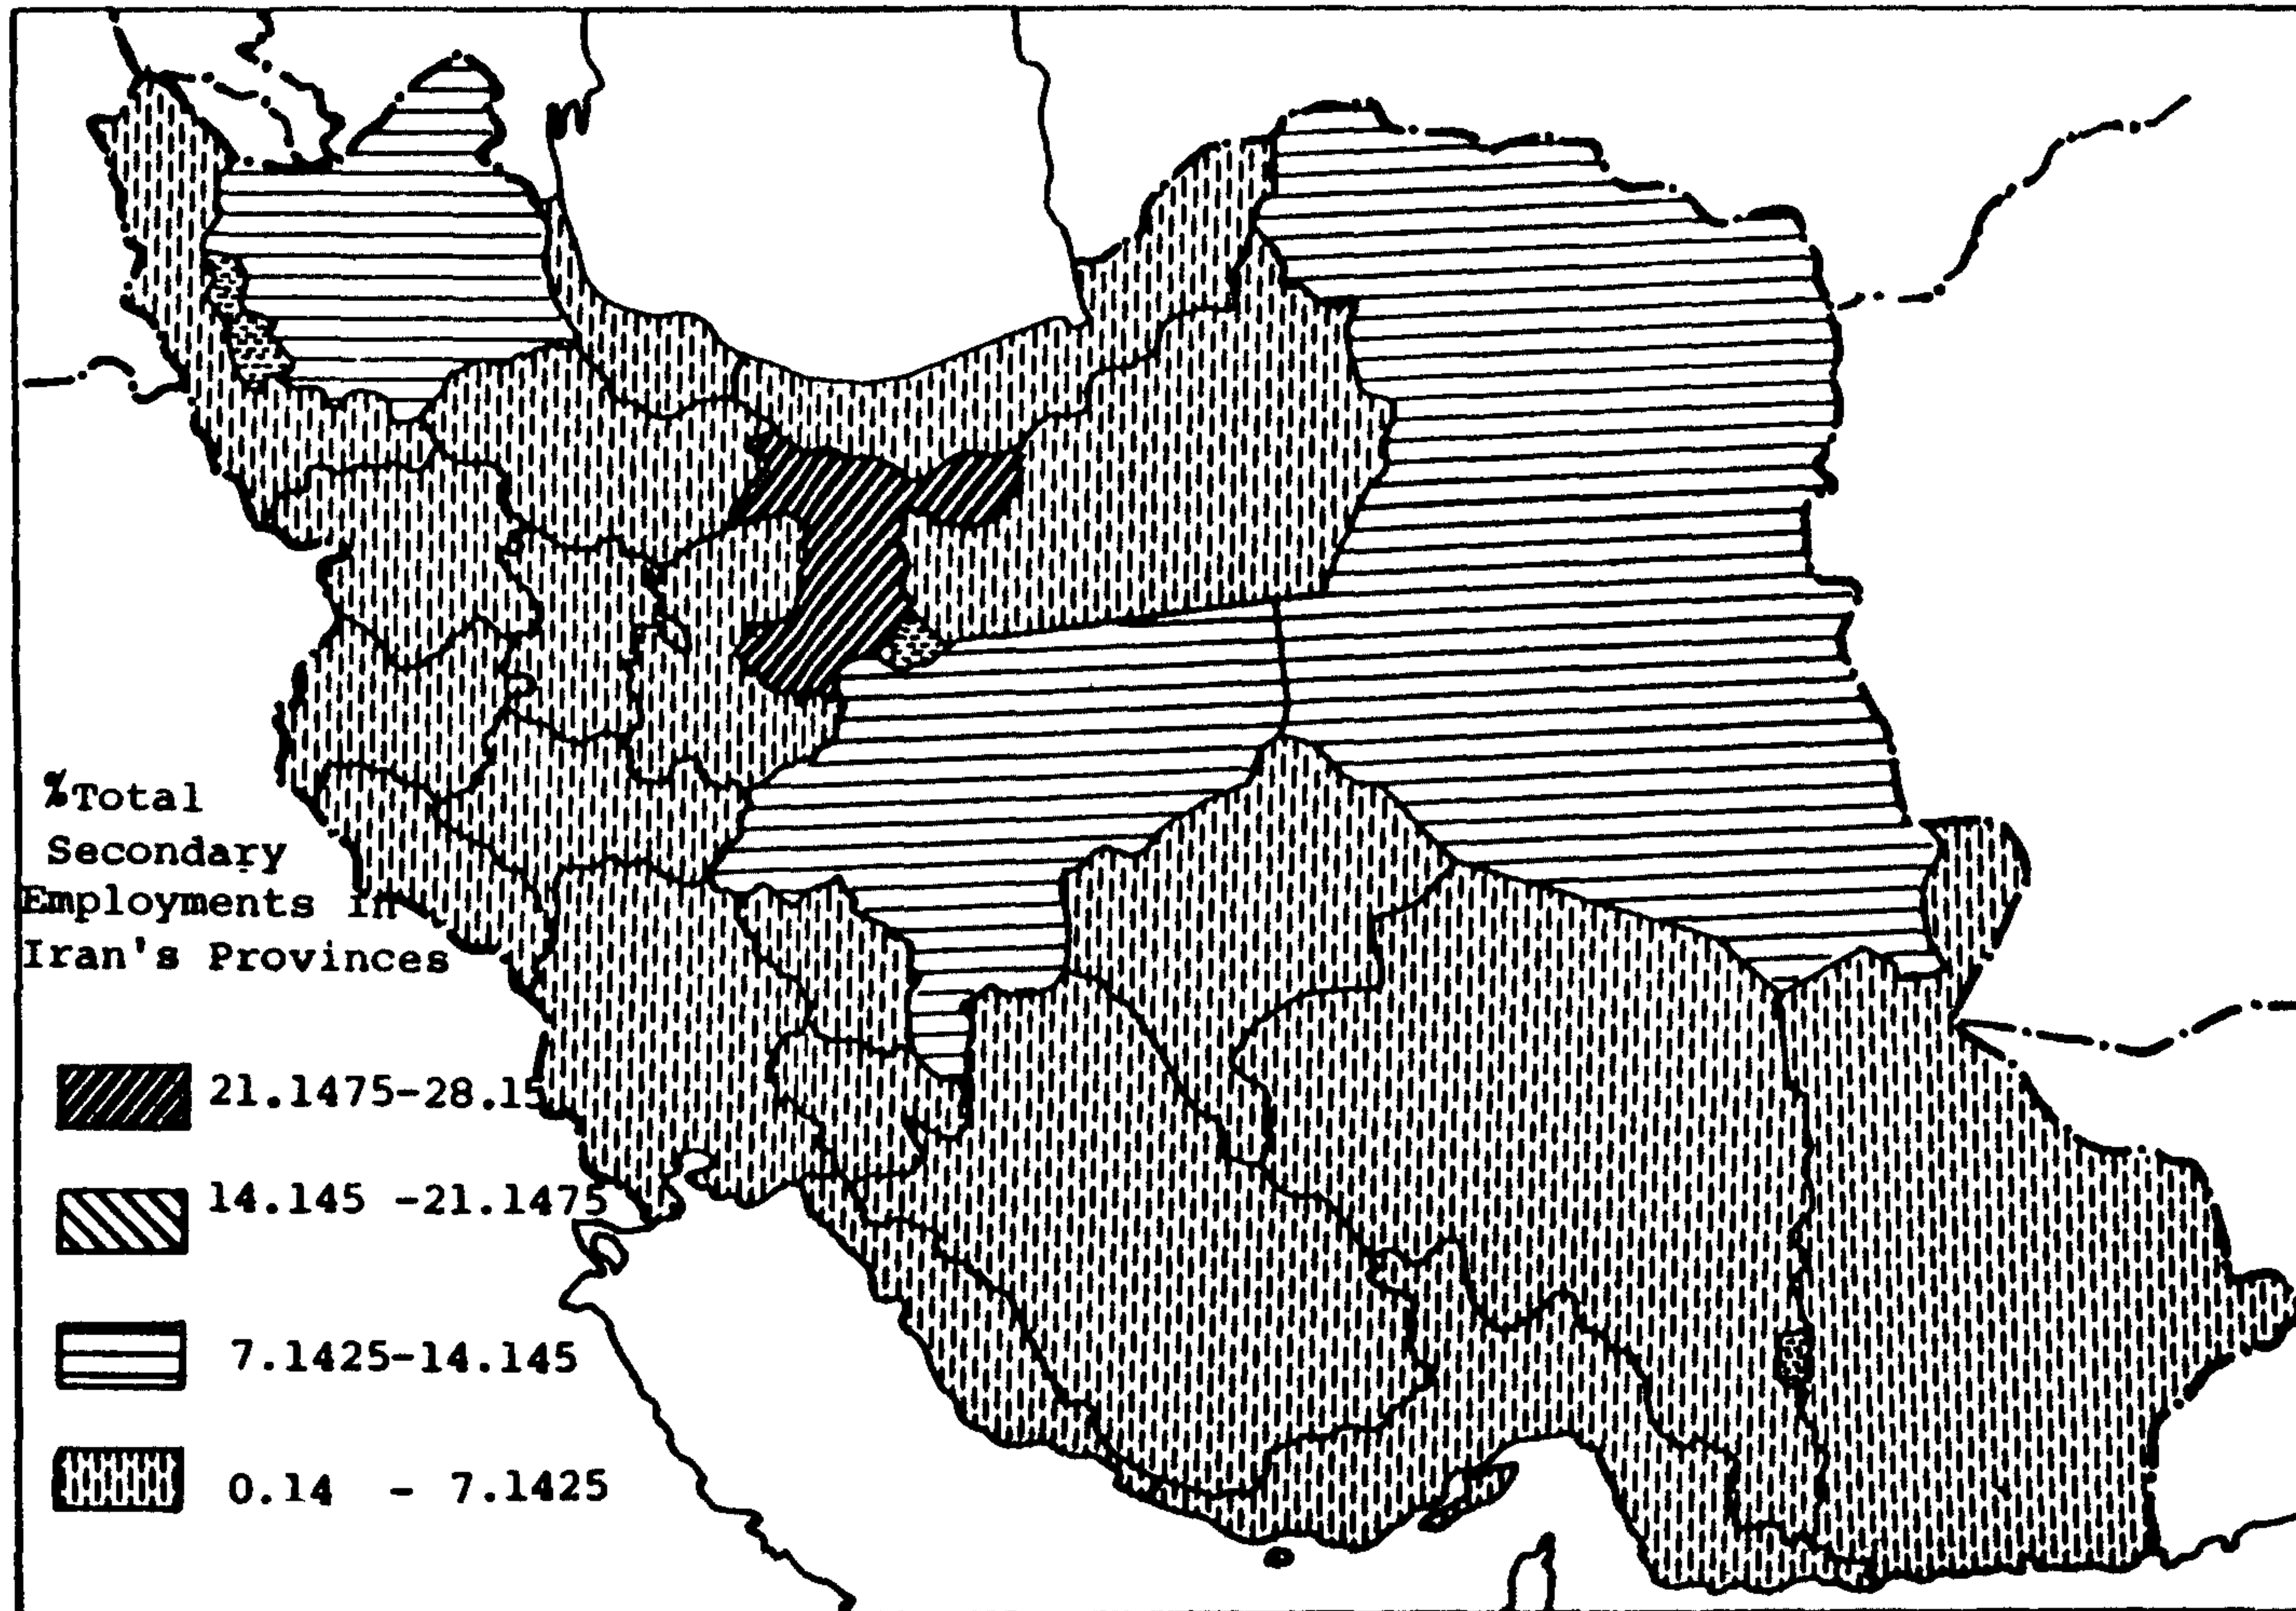 %Total
Secondary
Employments in
Iran's Provinces
21.1475-28.15
14.145 -21.1475
7.1425-14.145
0.14 - 7.1425